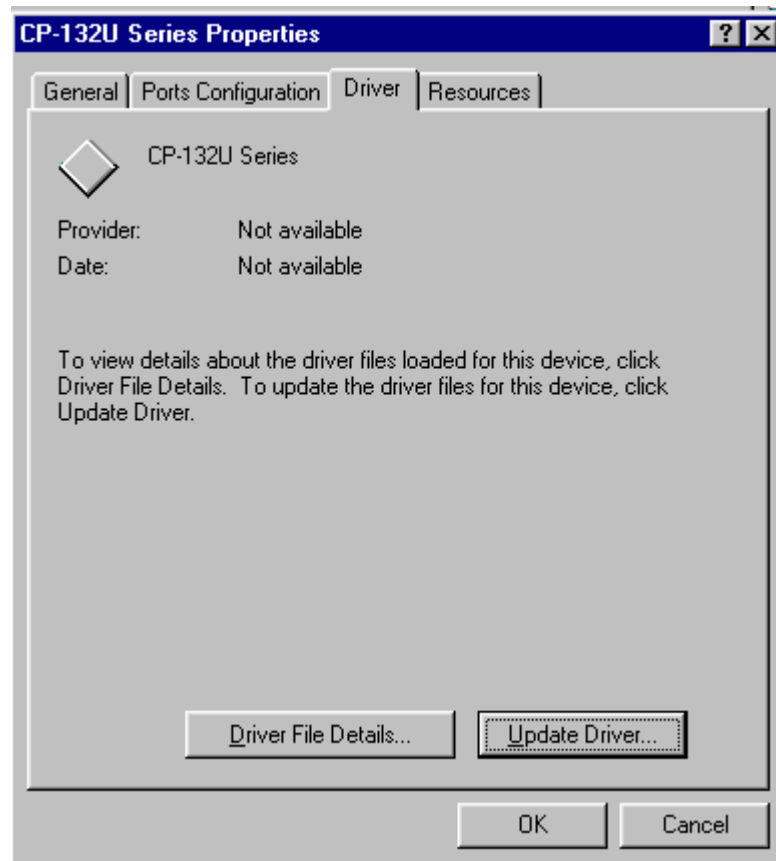 CP-132U Series Properties
General Ports Configuration Driver Resources
CP-132U Series
Provider: Not available
Date: Not available
To view details about the driver files loaded for this device, click
Driver File Details. To update the driver files for this device, click
Update Driver.
Driver File Details... Update Driver...
OK Cancel